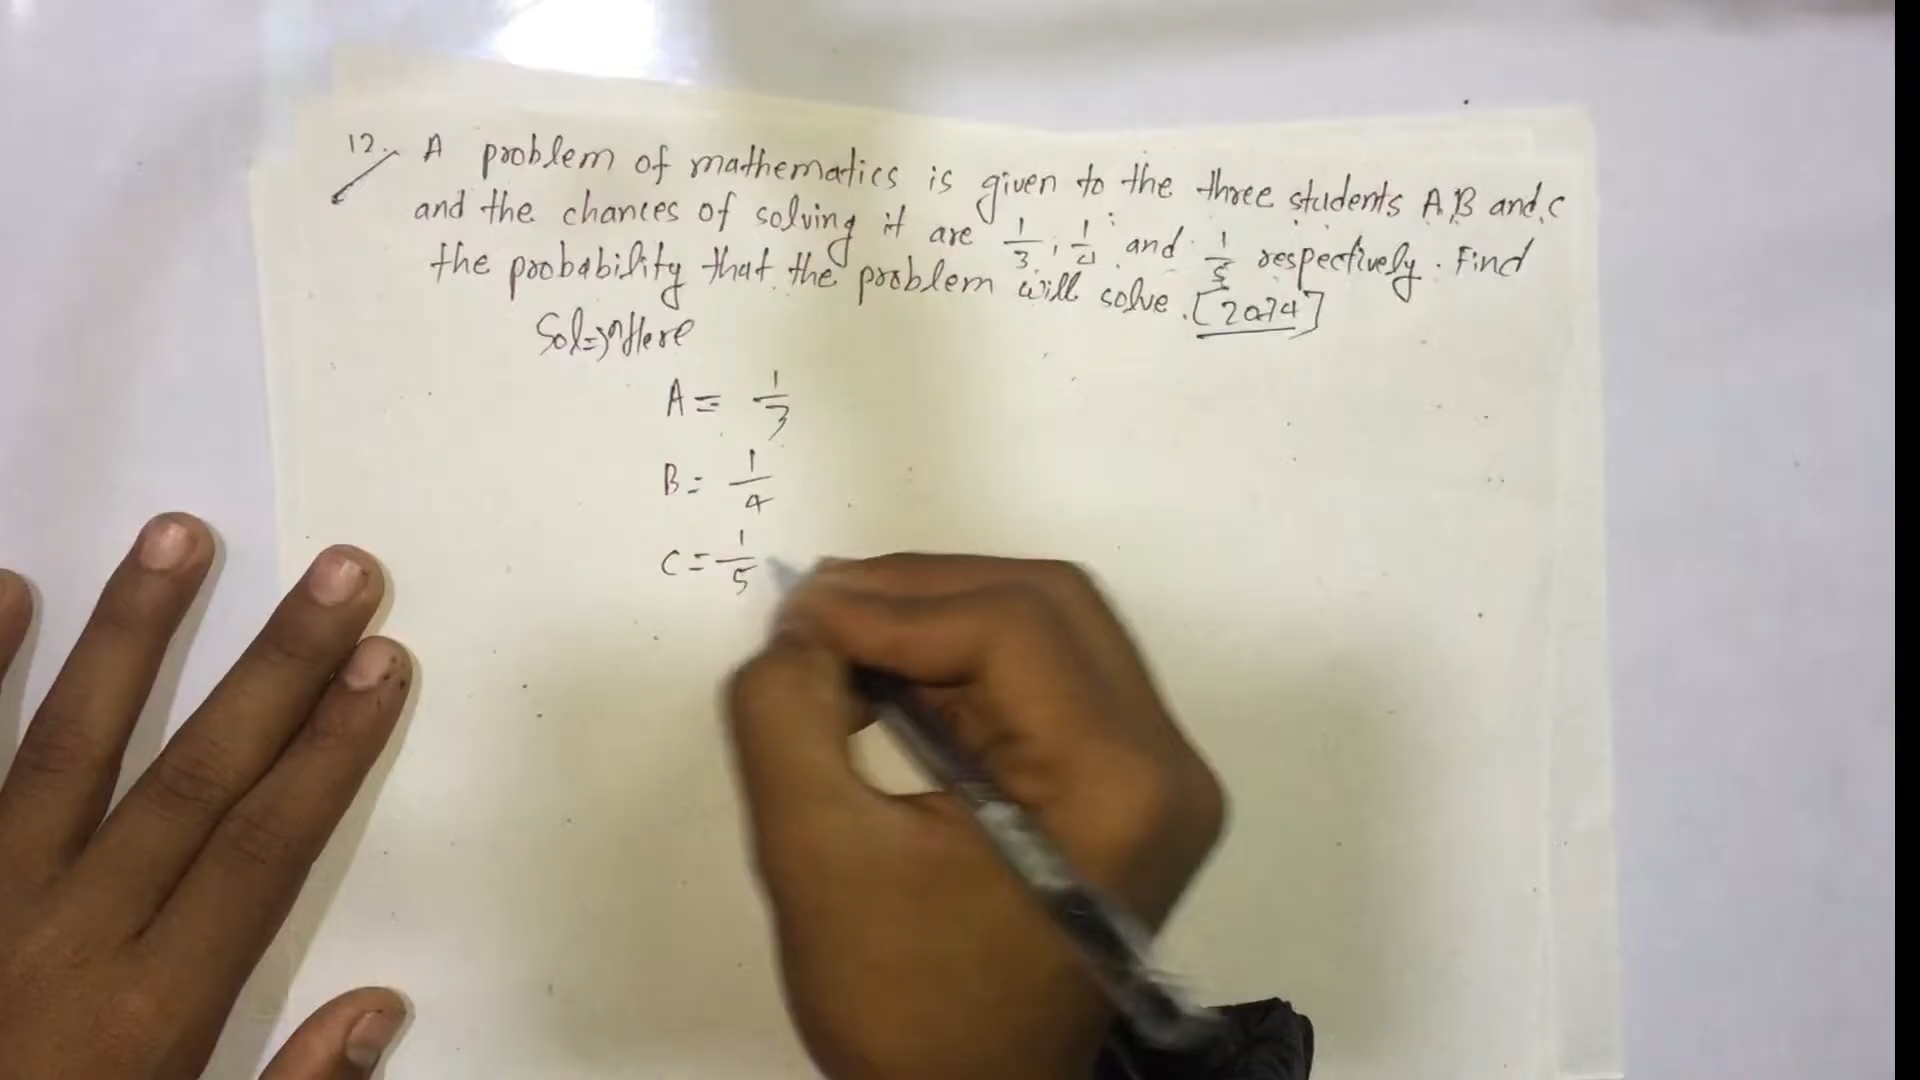 12. A problem of mathematics is given to the three students A, B and C
and the chances of solving it are 1/3, 1/4 and 1/5 respectively. Find
the probability that the problem will solve. [2074]
Sol⇒ⁿ Here
A = 1/3
B = 1/4
C = 1/5